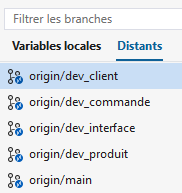 Filtrer les branches
Variables locales Distants
origin/dev_client
origin/dev_commande
origin/dev_interface
origin/dev_produit
origin/main